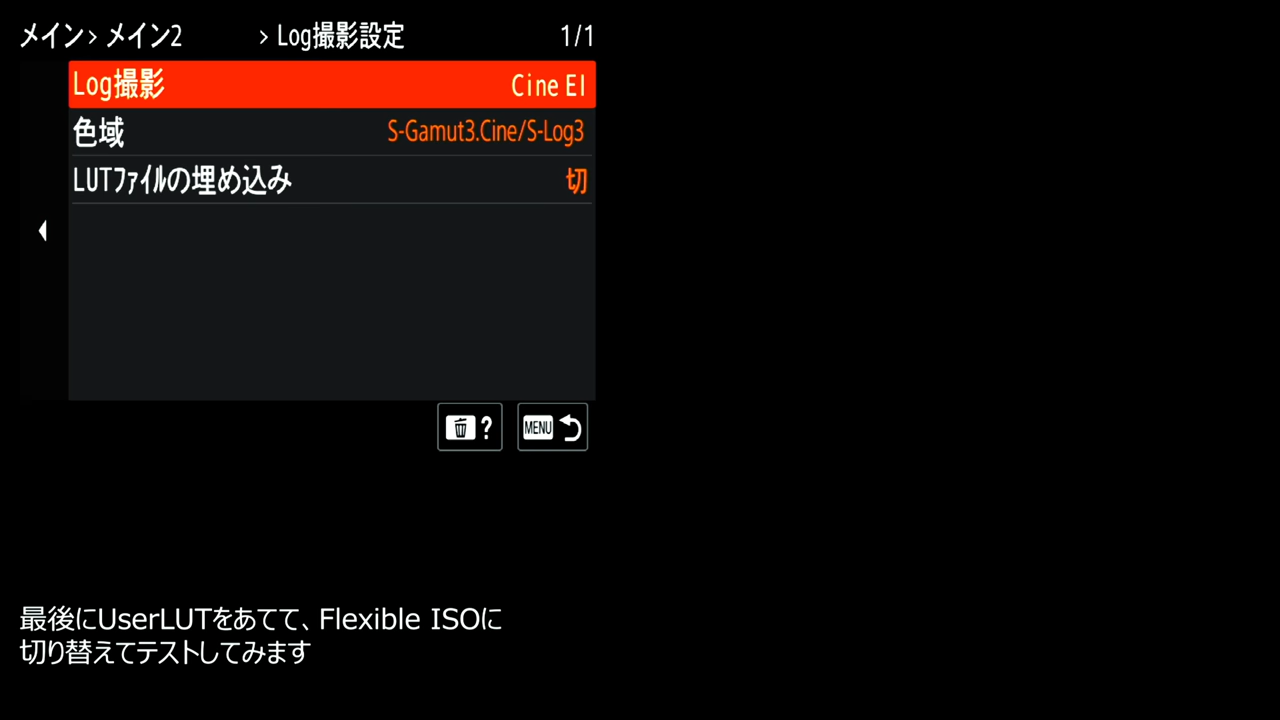 メイン> メイン2 > Log撮影設定 1/1
Log撮影 Cine EI
色域 S-Gamut3.Cine/S-Log3
LUTファイルの埋め込み 切
? MENU
最後にUserLUTをあてて、Flexible ISOに
切り替えてテストしてみます